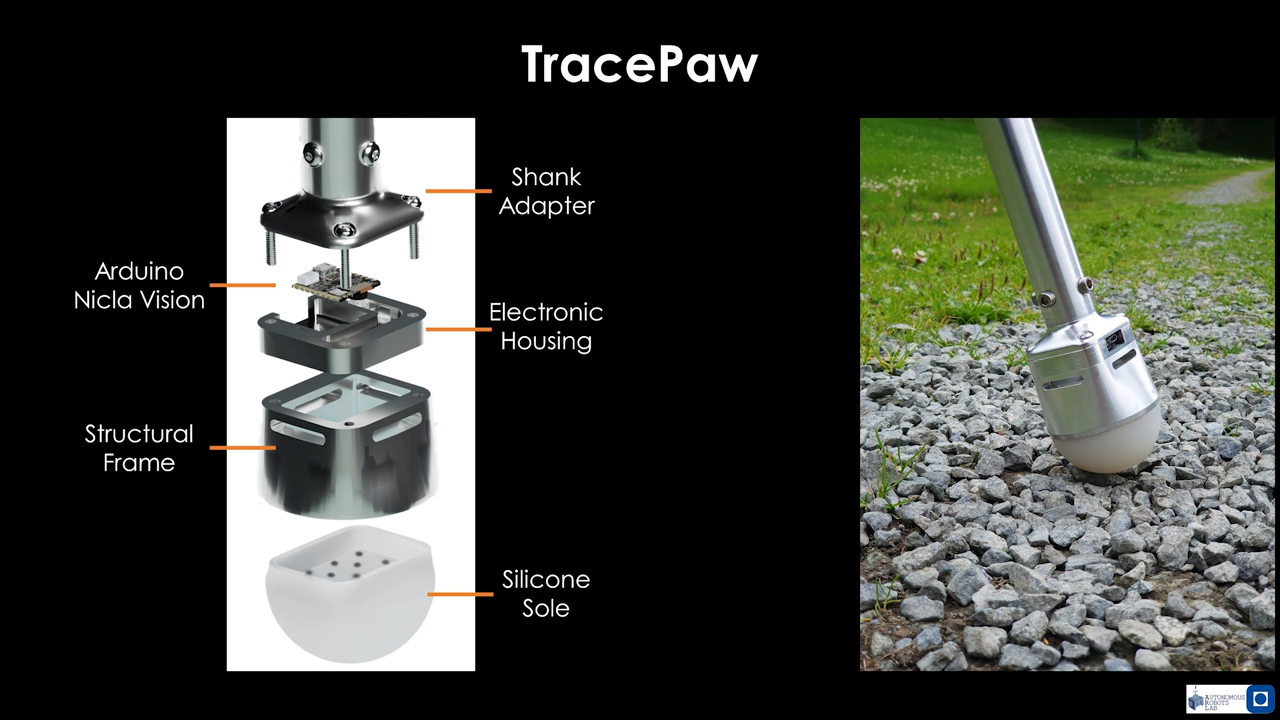 TracePaw
Shank
Adapter
Arduino
Nicla Vision
Electronic
Housing
Structural
Frame
Silicone
Sole
AUTONOMOUS
ROBOTS
LAB